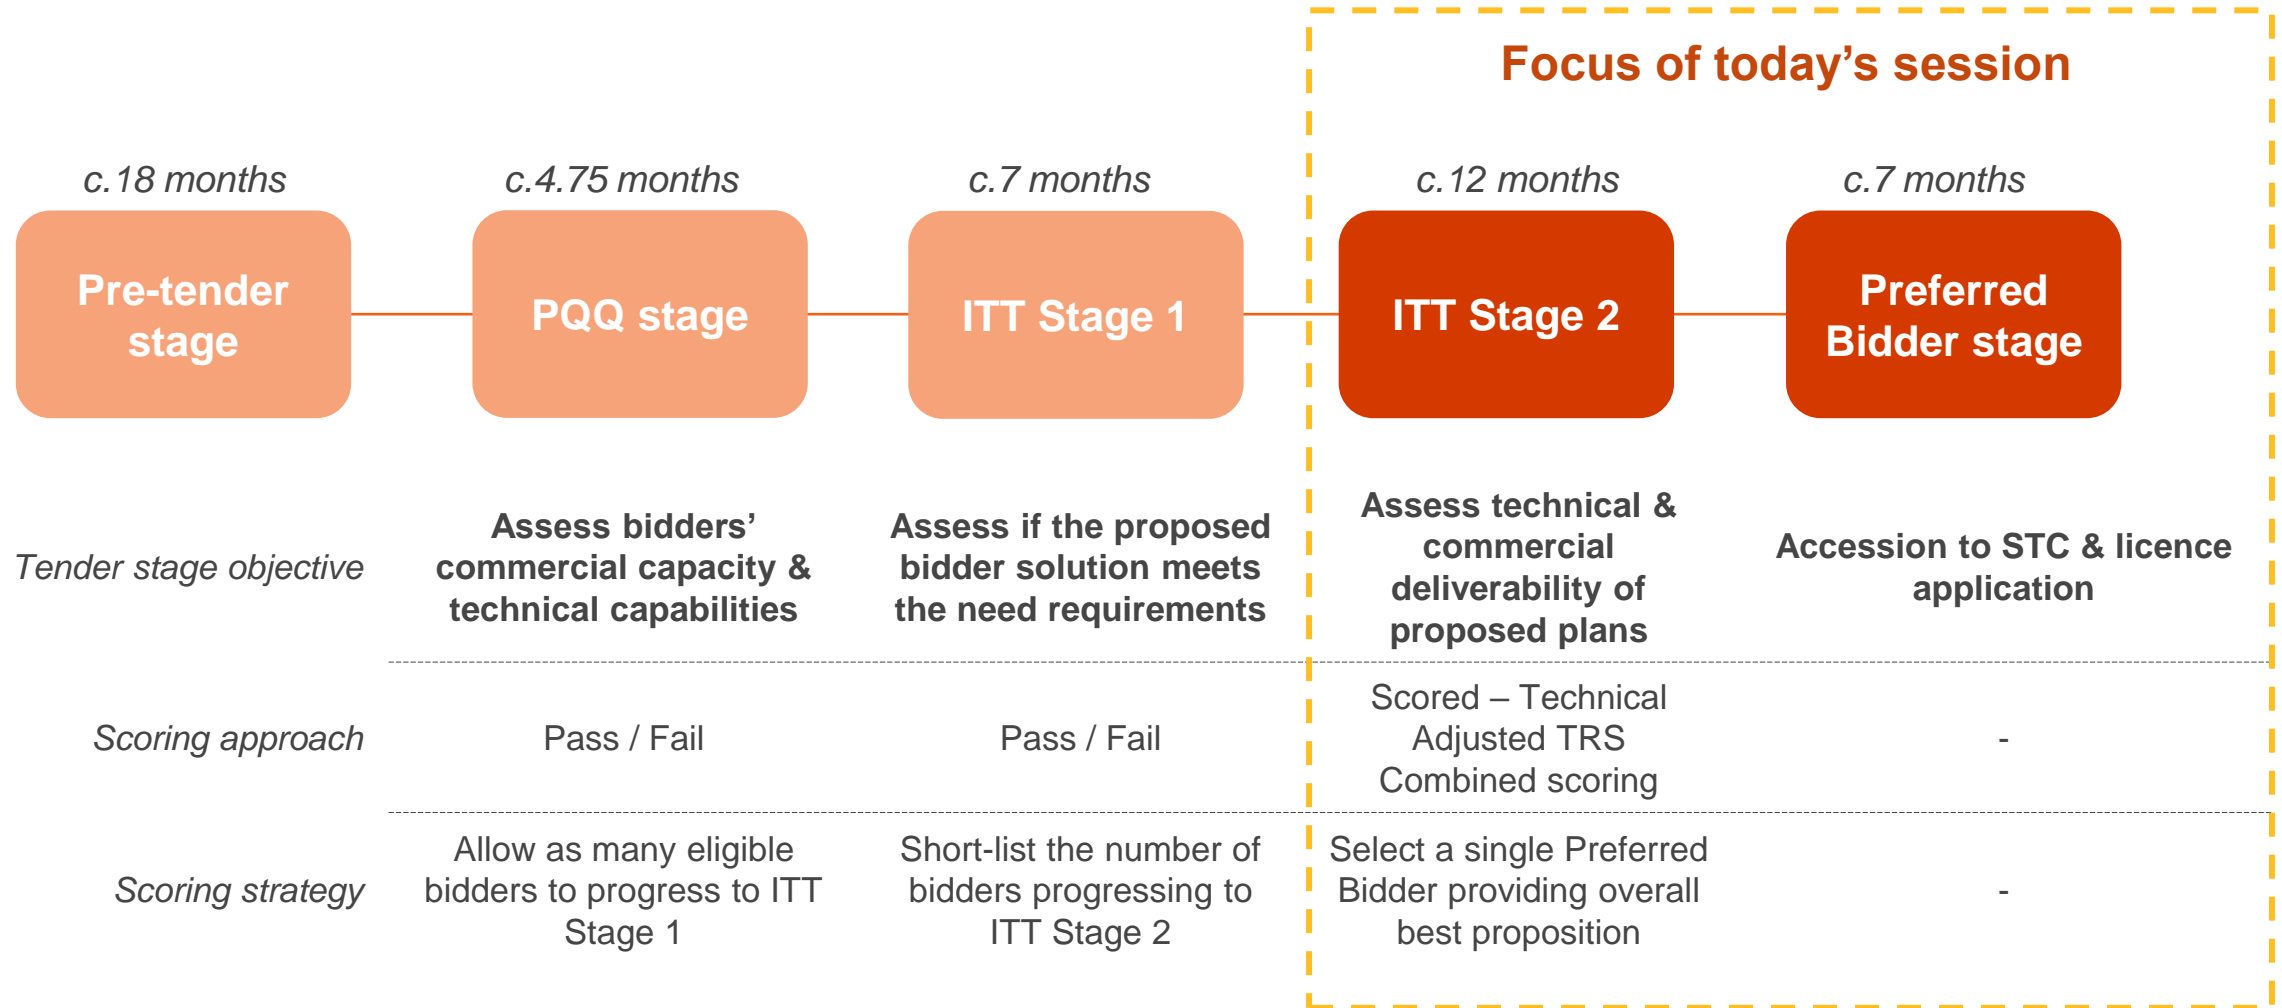 Focus of today’s session
c.18 months
c.4.75 months
c.7 months
c.12 months
c.7 months
Pre-tender
stage
PQQ stage
ITT Stage 1
ITT Stage 2
Preferred
Bidder stage
Tender stage objective
Assess bidders’
commercial capacity &
technical capabilities
Assess if the proposed
bidder solution meets
the need requirements
Assess technical &
commercial
deliverability of
proposed plans
Accession to STC & licence
application
Scoring approach
Pass / Fail
Pass / Fail
Scored – Technical
Adjusted TRS
Combined scoring
-
Scoring strategy
Allow as many eligible
bidders to progress to ITT
Stage 1
Short-list the number of
bidders progressing to
ITT Stage 2
Select a single Preferred
Bidder providing overall
best proposition
-